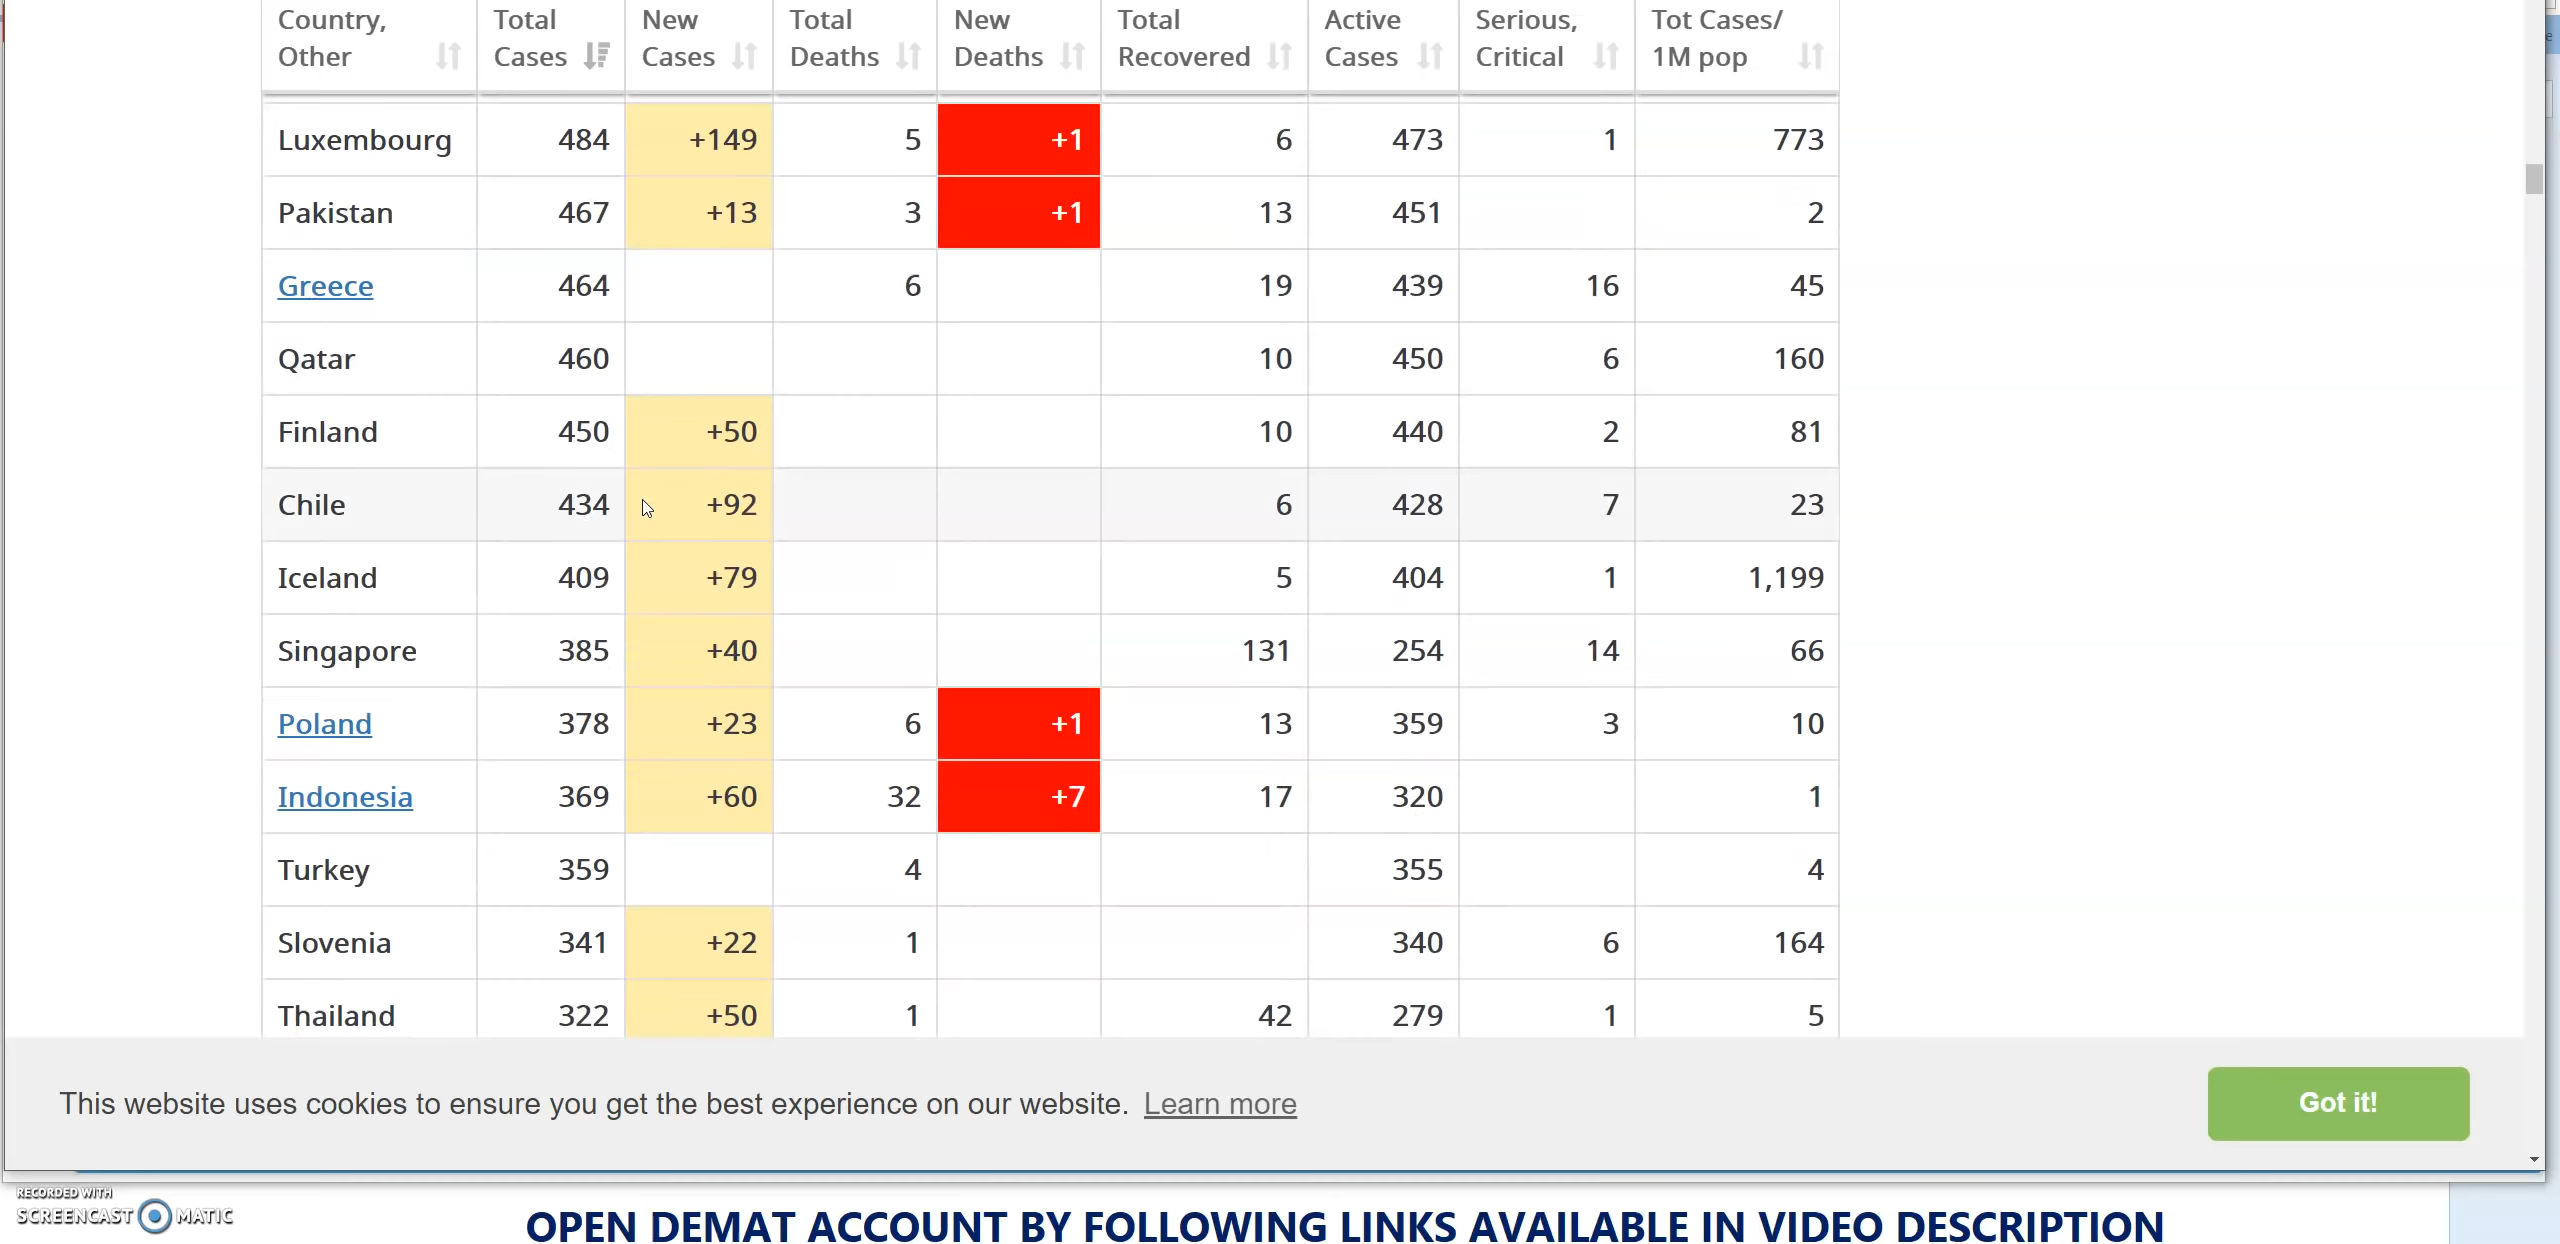 Country, Other Total Cases New Cases Total Deaths New Deaths Total Recovered Active Cases Serious, Critical Tot Cases/ 1M pop
Luxembourg 484 +149 5 +1 6 473 1 773
Pakistan 467 +13 3 +1 13 451 2
Greece 464 6 19 439 16 45
Qatar 460 10 450 6 160
Finland 450 +50 10 440 2 81
Chile 434 +92 6 428 7 23
Iceland 409 +79 5 404 1 1,199
Singapore 385 +40 131 254 14 66
Poland 378 +23 6 +1 13 359 3 10
Indonesia 369 +60 32 +7 17 320 1
Turkey 359 4 355 4
Slovenia 341 +22 1 340 6 164
Thailand 322 +50 1 42 279 1 5
This website uses cookies to ensure you get the best experience on our website. Learn more
Got it!
RECORDED WITH
SCREENCAST MATIC
OPEN DEMAT ACCOUNT BY FOLLOWING LINKS AVAILABLE IN VIDEO DESCRIPTION